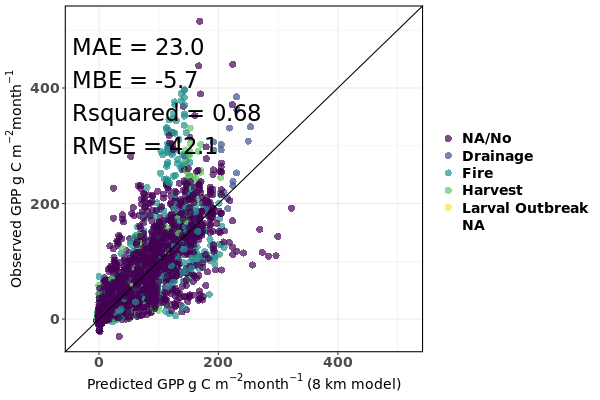 MAE = 23.0
MBE = -5.7
Rsquared = 0.68
RMSE = 42.1
Observed GPP g C m⁻²month⁻¹
400
200
0
0 200 400
Predicted GPP g C m⁻²month⁻¹ (8 km model)
NA/No
Drainage
Fire
Harvest
Larval Outbreak
NA